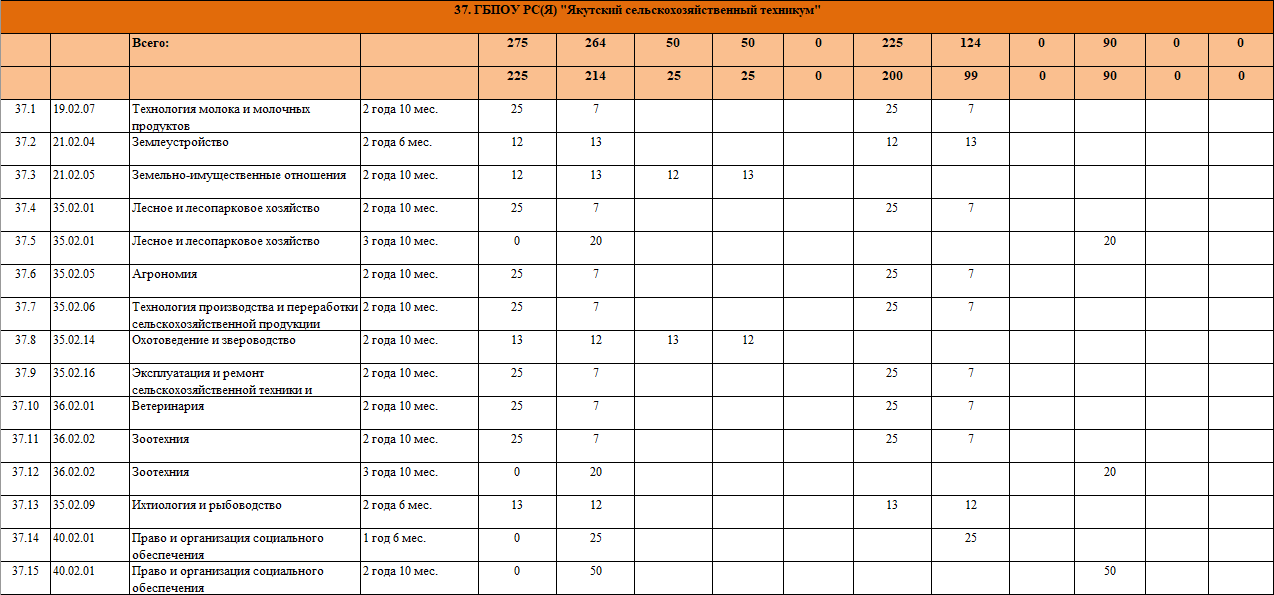 37. ГБПОУ РС(Я) "Якутский сельскохозяйственный техникум"
Всего: 275 264 50 50 0 225 124 0 90 0 0
225 214 25 25 0 200 99 0 90 0 0
37.1 19.02.07 Технология молока и молочных 2 года 10 мес. 25 7 25 7
продуктов
37.2 21.02.04 Землеустройство 2 года 6 мес. 12 13 12 13
37.3 21.02.05 Земельно-имущественные отношения 2 года 10 мес. 12 13 12 13
37.4 35.02.01 Лесное и лесопарковое хозяйство 2 года 10 мес. 25 7 25 7
37.5 35.02.01 Лесное и лесопарковое хозяйство 3 года 10 мес. 0 20 20
37.6 35.02.05 Агрономия 2 года 10 мес. 25 7 25 7
37.7 35.02.06 Технология производства и переработки 2 года 10 мес. 25 7 25 7
сельскохозяйственной продукции
37.8 35.02.14 Охотоведение и звероводство 2 года 10 мес. 13 12 13 12
37.9 35.02.16 Эксплуатация и ремонт 2 года 10 мес. 25 7 25 7
сельскохозяйственной техники и
37.10 36.02.01 Ветеринария 2 года 10 мес. 25 7 25 7
37.11 36.02.02 Зоотехния 2 года 10 мес. 25 7 25 7
37.12 36.02.02 Зоотехния 3 года 10 мес. 0 20 20
37.13 35.02.09 Ихтиология и рыбоводство 2 года 6 мес. 13 12 13 12
37.14 40.02.01 Право и организация социального 1 год 6 мес. 0 25 25
обеспечения
37.15 40.02.01 Право и организация социального 2 года 10 мес. 0 50 50
обеспечения